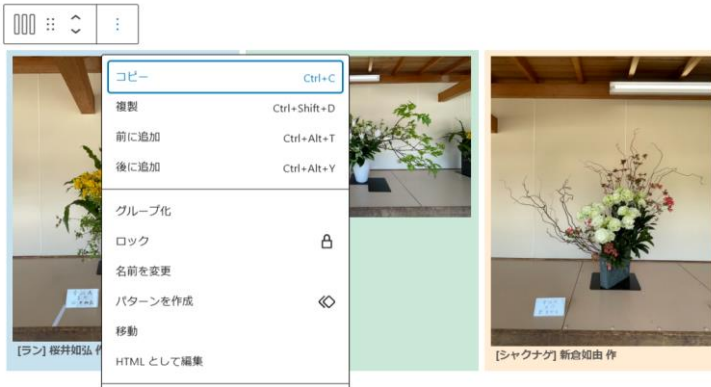 コピー Ctrl+C
複製 Ctrl+Shift+D
前に追加 Ctrl+Alt+T
後に追加 Ctrl+Alt+Y
グループ化
ロック
名前を変更
パターンを作成
移動
HTML として編集
[ラン] 桜井如弘 作
[シャクナゲ] 新倉如由 作